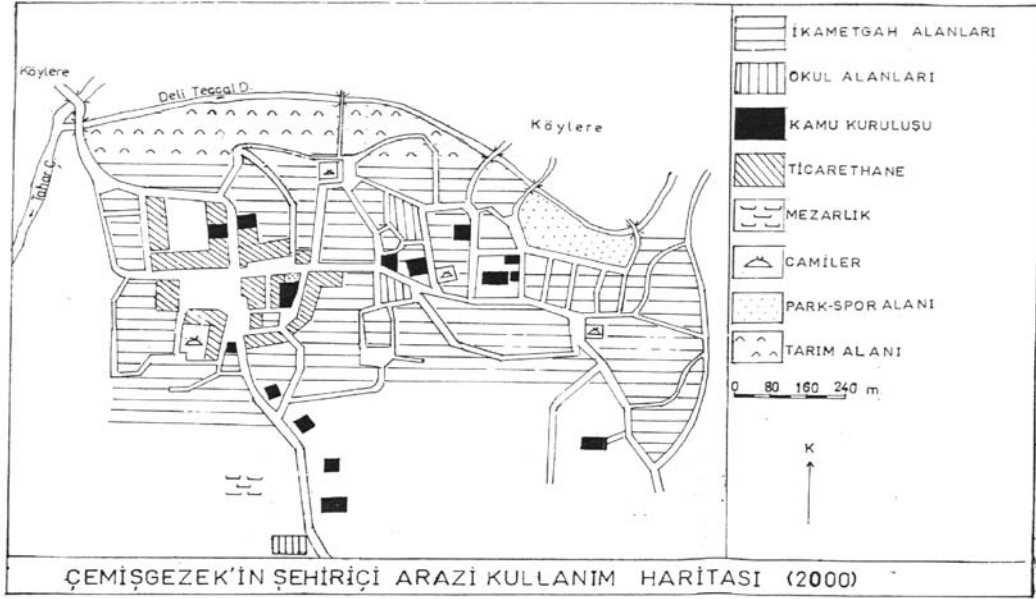 Köylere
Deli Teccal D.
Tahar Ç.
Köylere
İKAMETGAH ALANLARI
OKUL ALANLARI
KAMU KURULUŞU
TİCARETHANE
MEZARLIK
CAMİLER
PARK-SPOR ALANI
TARIM ALANI
0 80 160 240 m.
K
ÇEMİŞGEZEK'İN ŞEHİRİÇİ ARAZİ KULLANIM HARİTASI (2000)